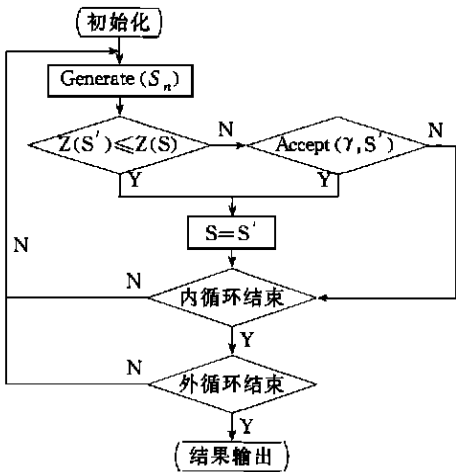 初始化
Generate(S_n)
Z(S′)≤Z(S)
N
Accept(γ,S′)
N
Y
Y
S=S′
N
N
内循环结束
Y
N
外循环结束
Y
结果输出